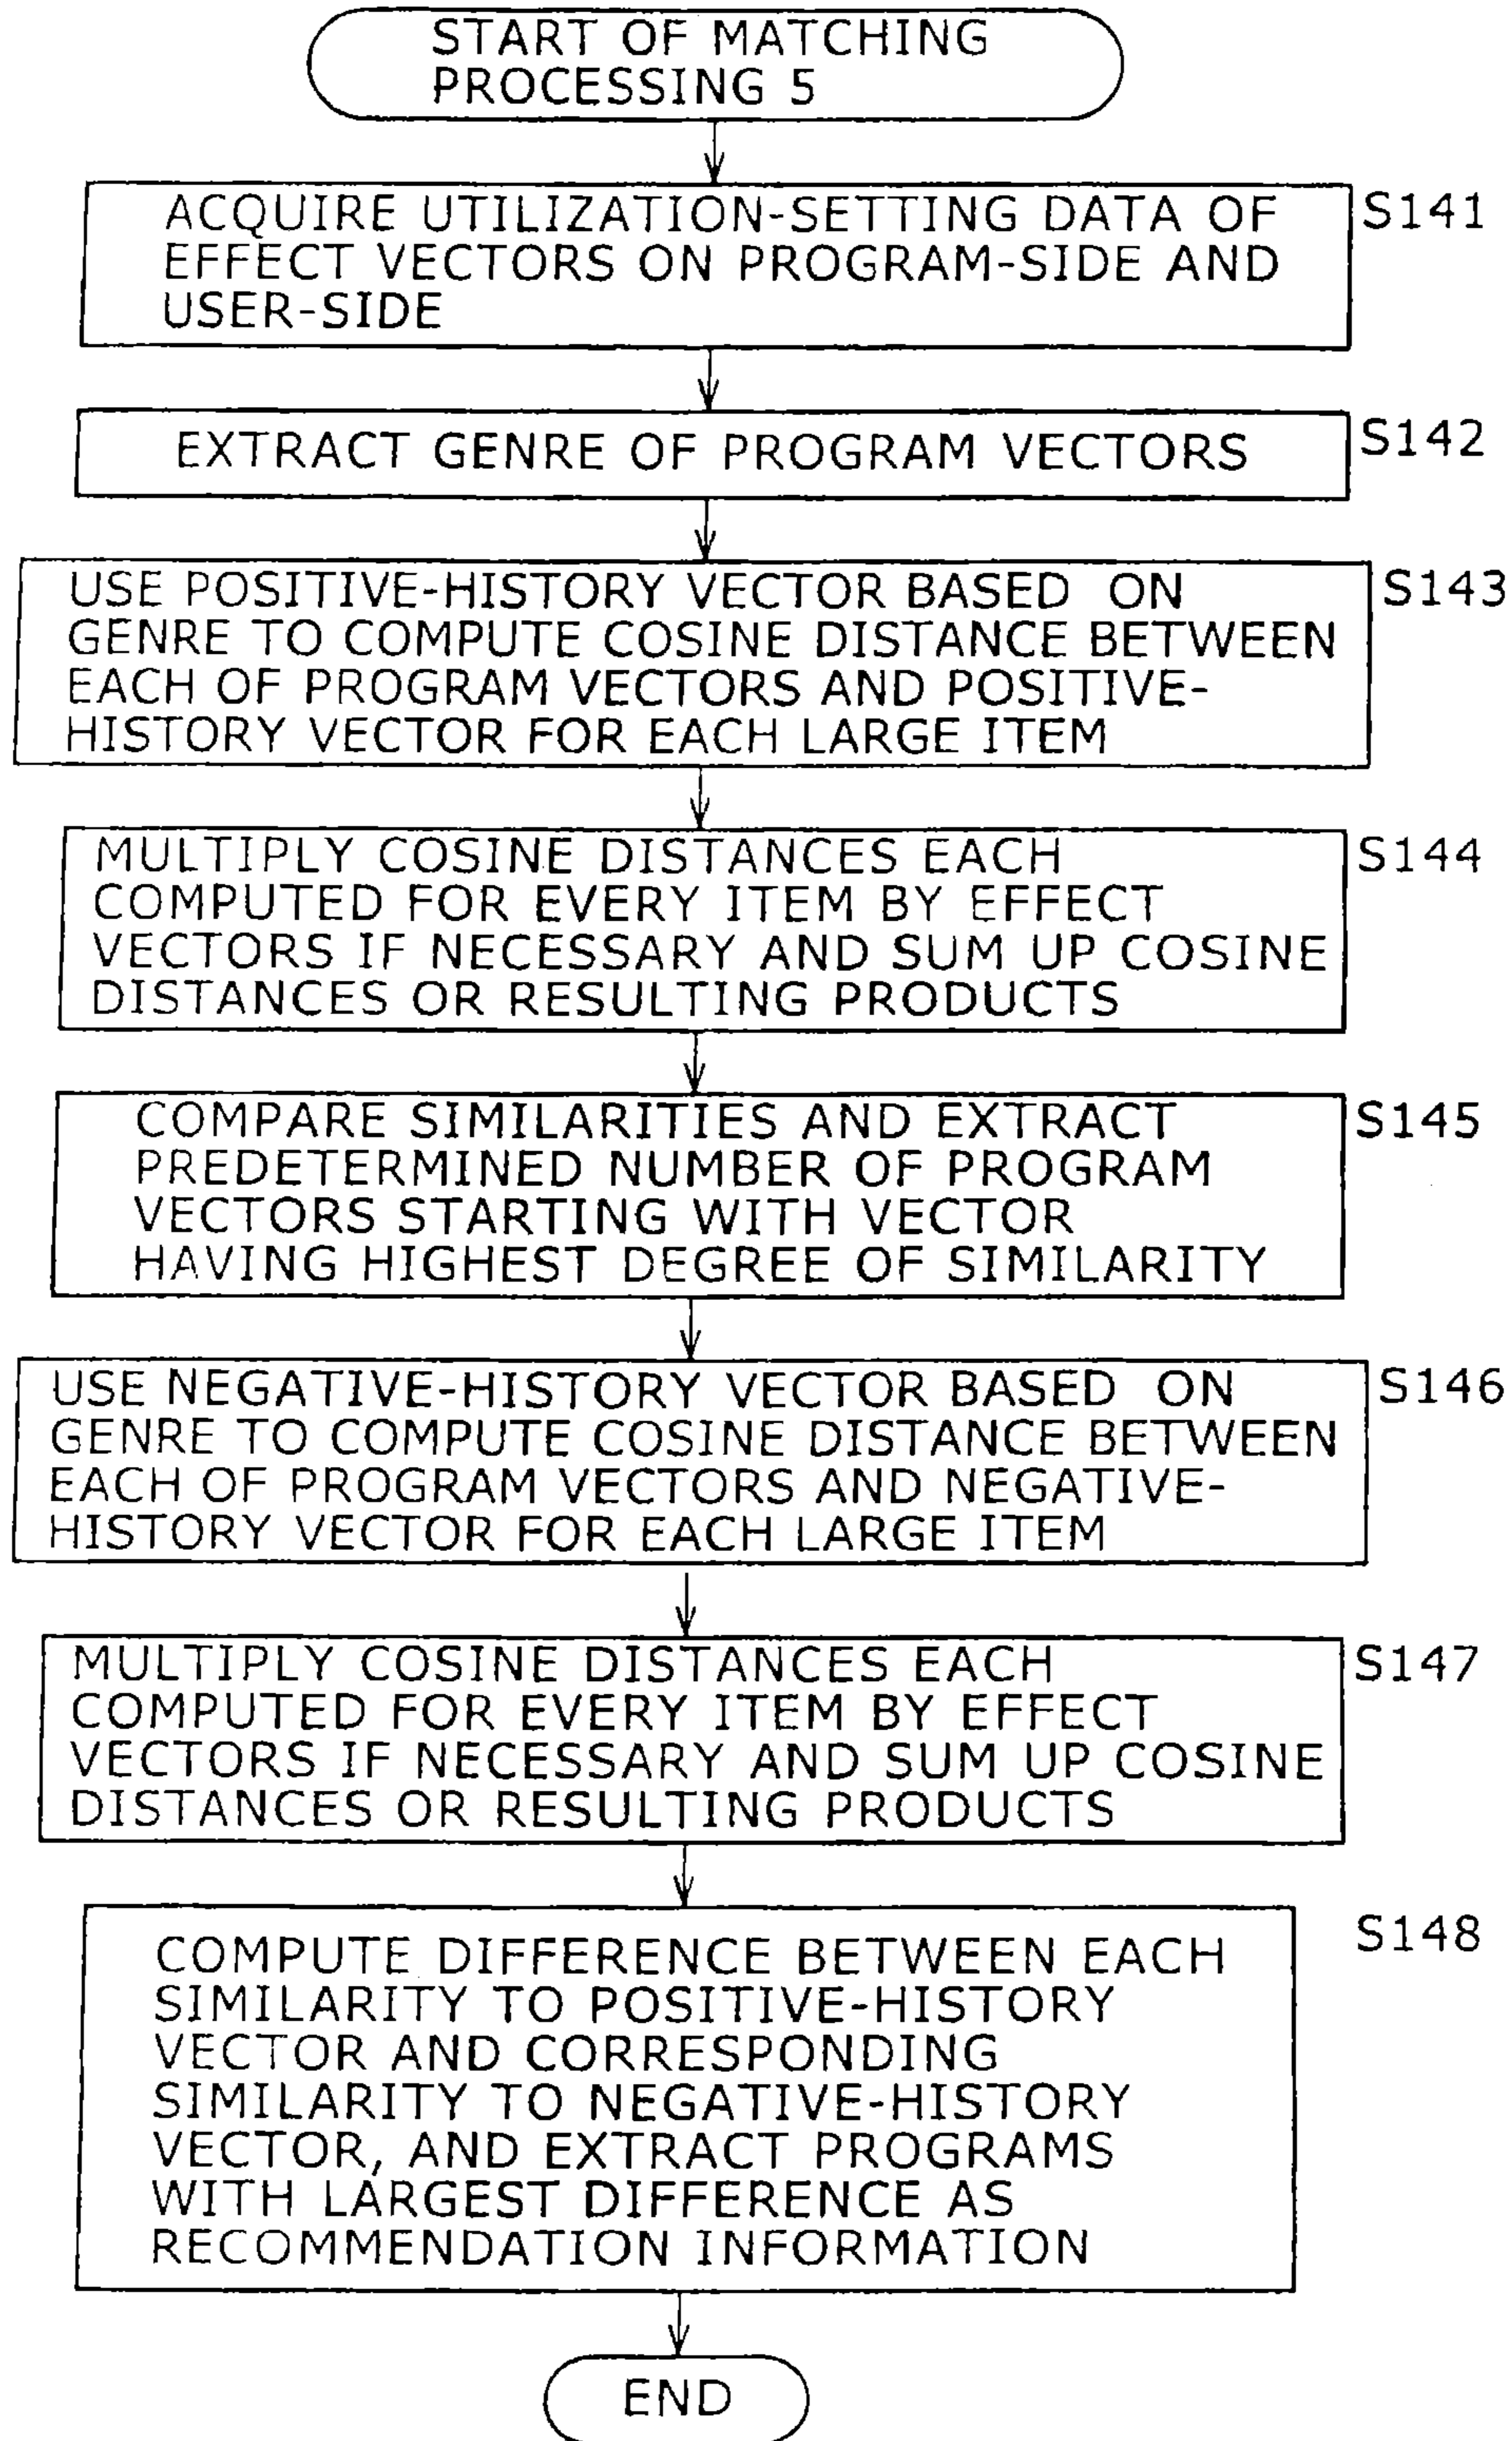 START OF MATCHING
PROCESSING 5
ACQUIRE UTILIZATION-SETTING DATA OF
EFFECT VECTORS ON PROGRAM-SIDE AND
USER-SIDE
S141
EXTRACT GENRE OF PROGRAM VECTORS
S142
USE POSITIVE-HISTORY VECTOR BASED ON
GENRE TO COMPUTE COSINE DISTANCE BETWEEN
EACH OF PROGRAM VECTORS AND POSITIVE-
HISTORY VECTOR FOR EACH LARGE ITEM
S143
MULTIPLY COSINE DISTANCES EACH
COMPUTED FOR EVERY ITEM BY EFFECT
VECTORS IF NECESSARY AND SUM UP COSINE
DISTANCES OR RESULTING PRODUCTS
S144
COMPARE SIMILARITIES AND EXTRACT
PREDETERMINED NUMBER OF PROGRAM
VECTORS STARTING WITH VECTOR
HAVING HIGHEST DEGREE OF SIMILARITY
S145
USE NEGATIVE-HISTORY VECTOR BASED ON
GENRE TO COMPUTE COSINE DISTANCE BETWEEN
EACH OF PROGRAM VECTORS AND NEGATIVE-
HISTORY VECTOR FOR EACH LARGE ITEM
S146
MULTIPLY COSINE DISTANCES EACH
COMPUTED FOR EVERY ITEM BY EFFECT
VECTORS IF NECESSARY AND SUM UP COSINE
DISTANCES OR RESULTING PRODUCTS
S147
COMPUTE DIFFERENCE BETWEEN EACH
SIMILARITY TO POSITIVE-HISTORY
VECTOR AND CORRESPONDING
SIMILARITY TO NEGATIVE-HISTORY
VECTOR, AND EXTRACT PROGRAMS
WITH LARGEST DIFFERENCE AS
RECOMMENDATION INFORMATION
S148
END